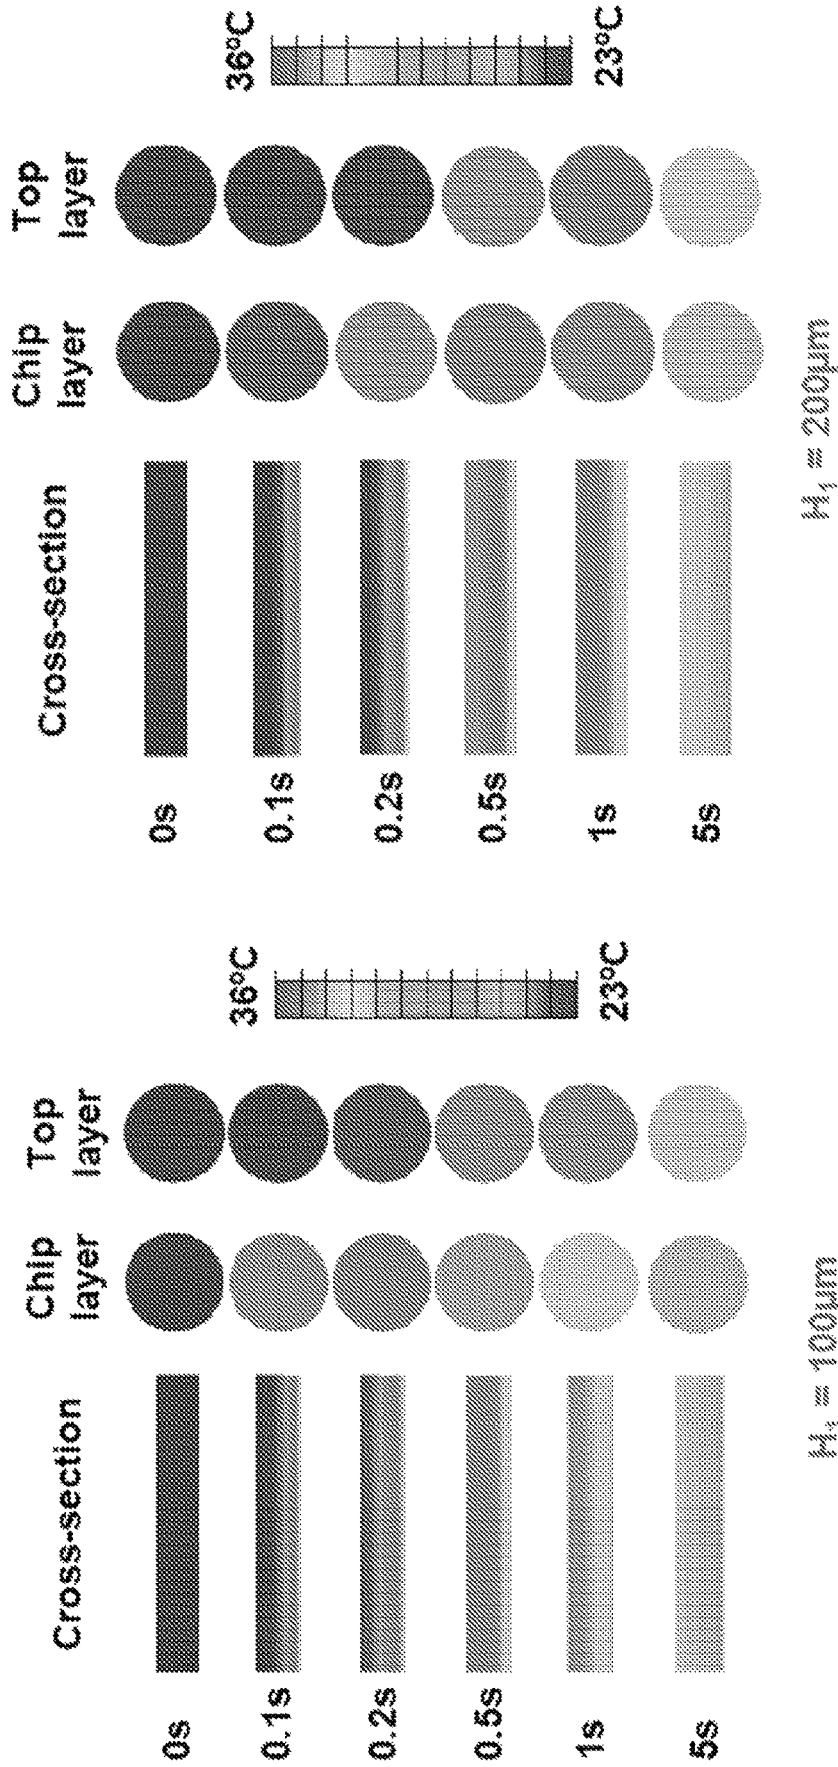 Cross-section
Chip
layer
Top
layer
0s
0.1s
0.2s
0.5s
1s
5s
36°C
23°C
H₁ = 100μm
Cross-section
Chip
layer
Top
layer
0s
0.1s
0.2s
0.5s
1s
5s
36°C
23°C
H₁ = 200μm